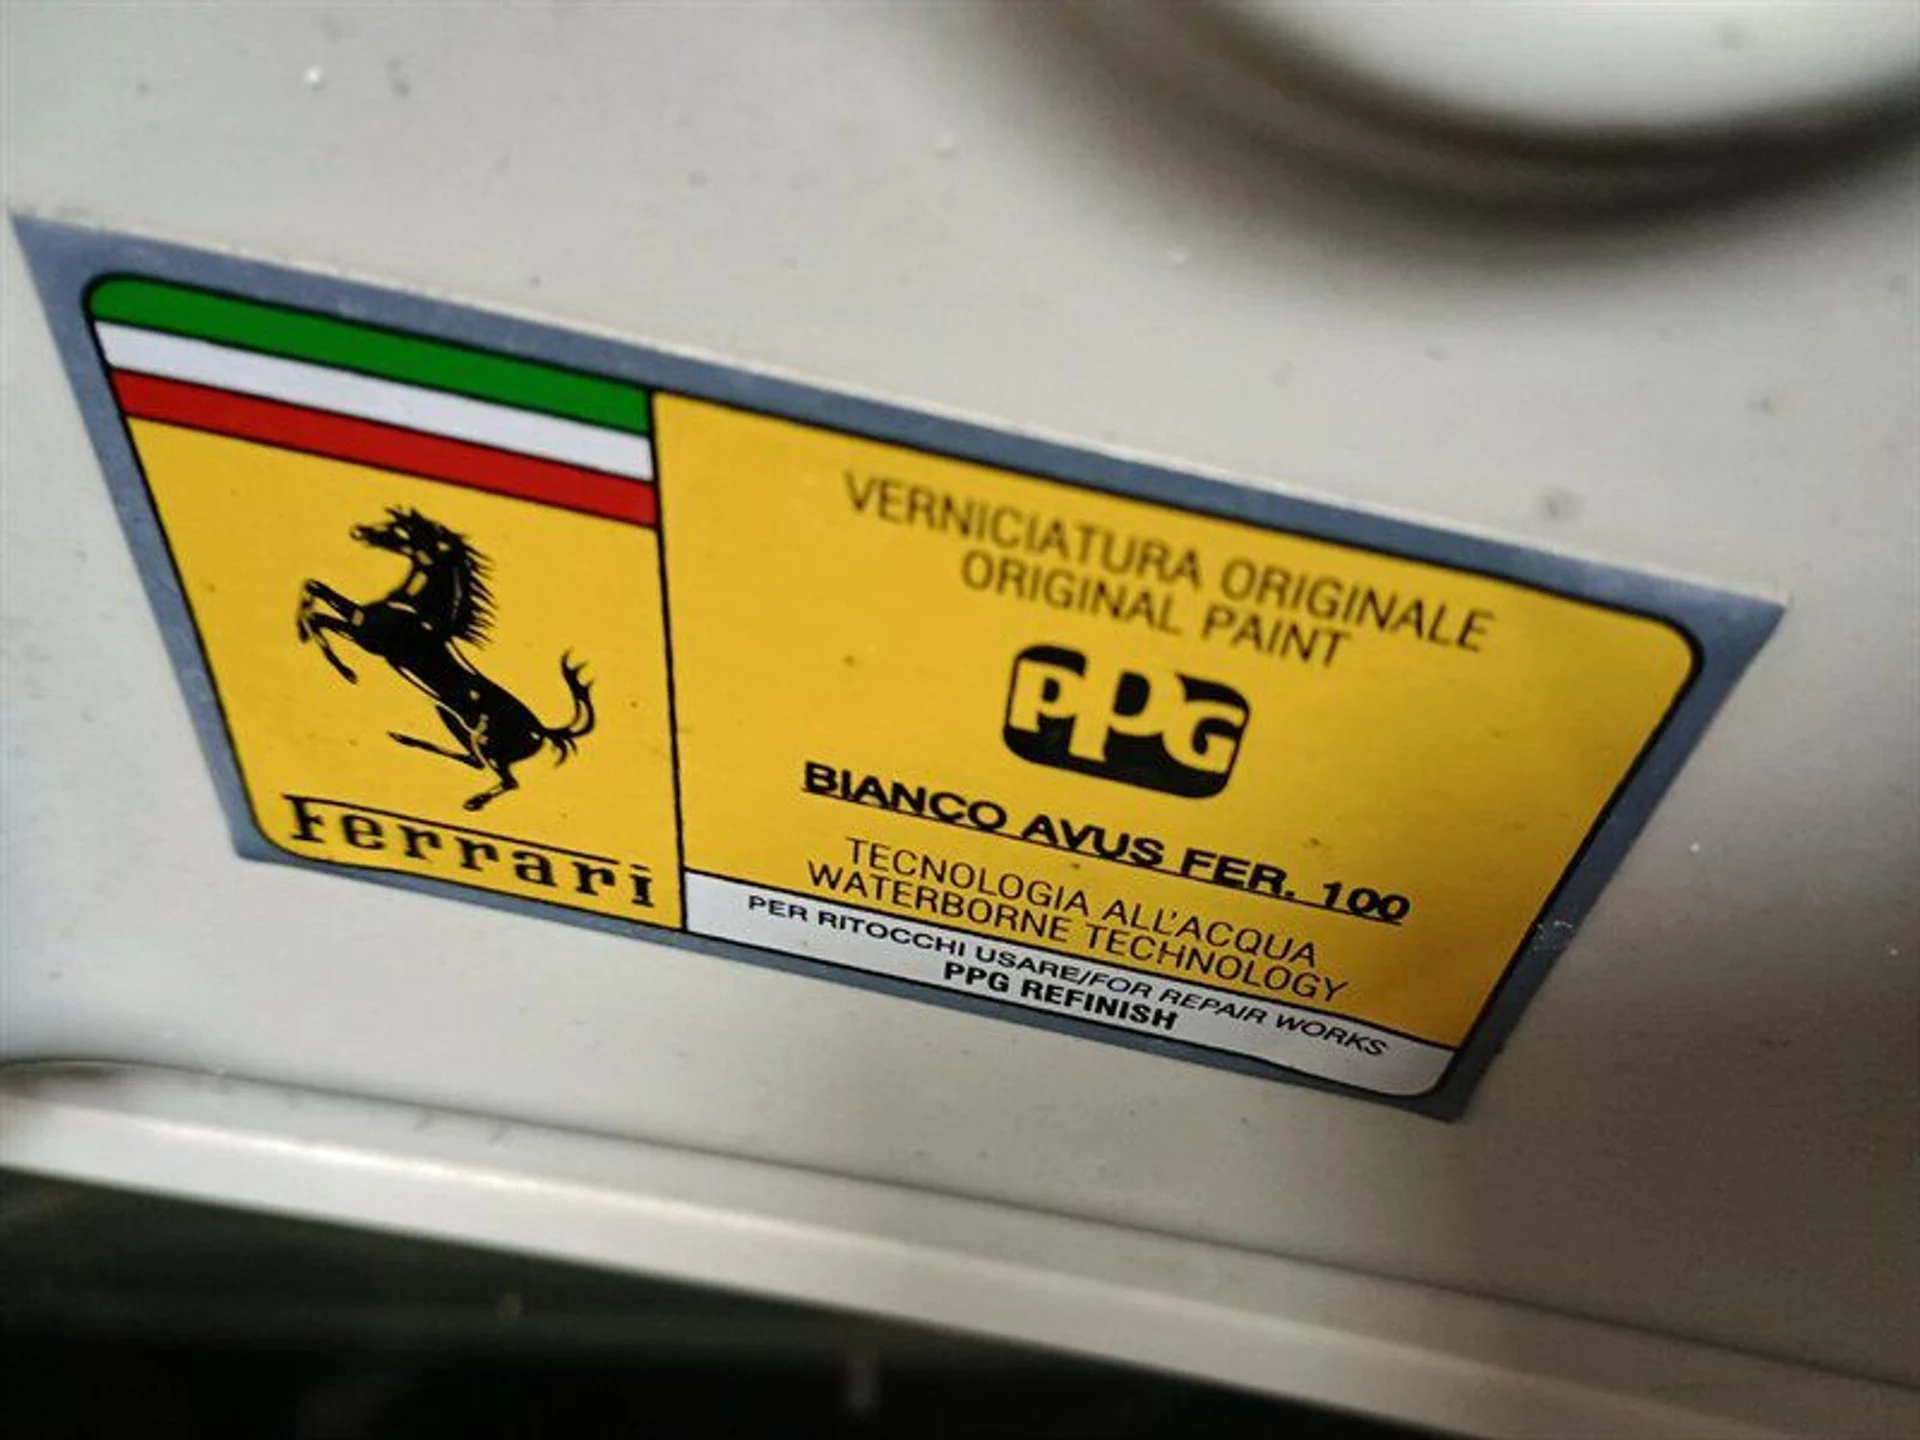 Ferrari
VERNICIATURA ORIGINALE
ORIGINAL PAINT
PPG
BIANCO AVUS FER. 100
TECNOLOGIA ALL'ACQUA
WATERBORNE TECHNOLOGY
PER RITOCCHI USARE/FOR REPAIR WORKS
PPG REFINISH